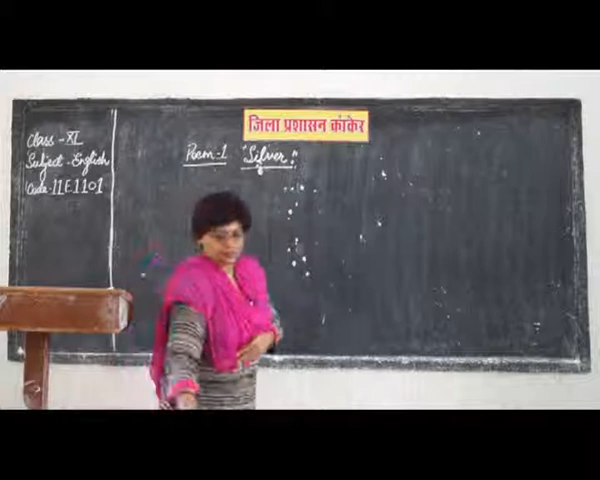 जिला प्रशासन कांकेर
Class - XI
Subject - English
Code - 11E1101
Poem-1 "Silver"